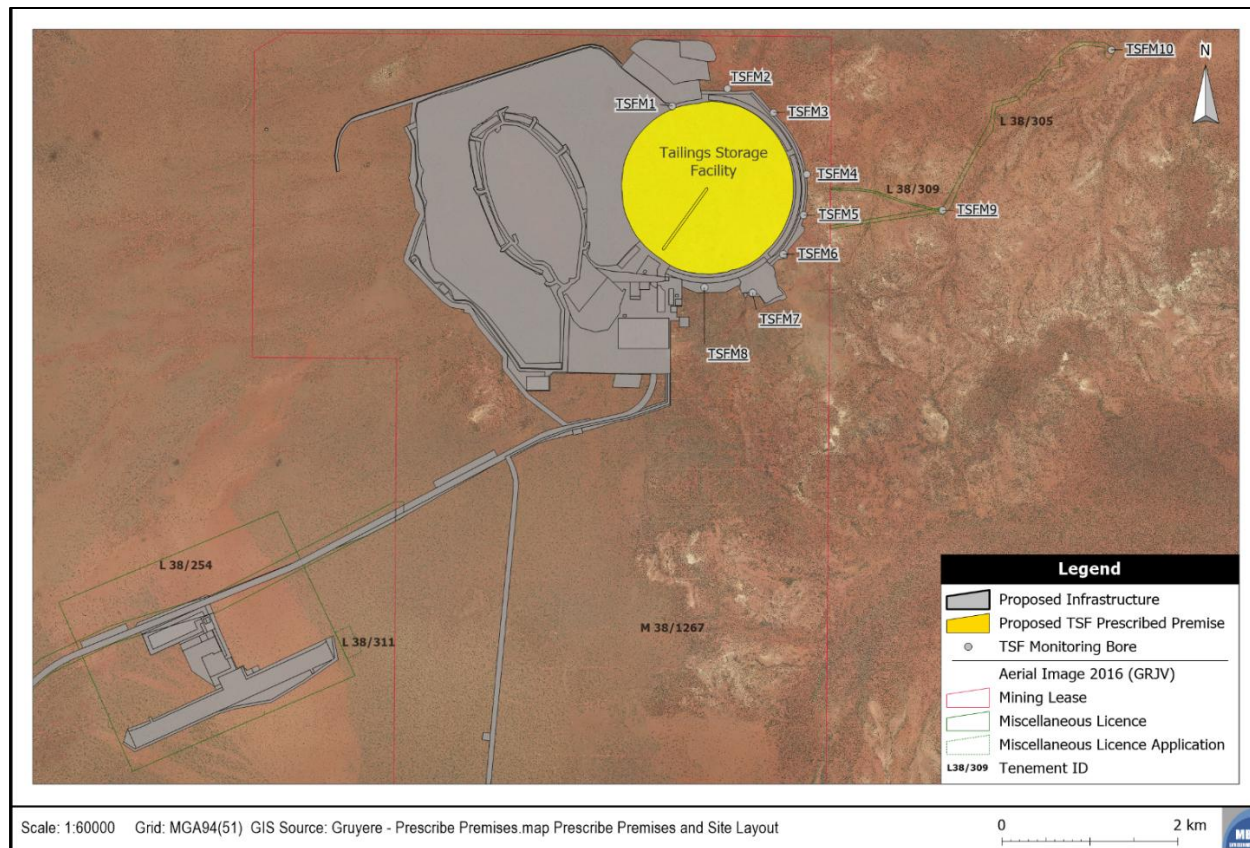 TSFM10
TSFM2
N
TSFM1
TSFM3
L 38/305
Tailings Storage
Facility
TSFM4
L 38/309
TSFM9
TSFM5
TSFM6
TSFM7
TSFM8
L 38/254
M 38/1267
L 38/311
Legend
Proposed Infrastructure
Proposed TSF Prescribed Premise
TSF Monitoring Bore
Aerial Image 2016 (GRJV)
Mining Lease
Miscellaneous Licence
Miscellaneous Licence Application
L38/309 Tenement ID
Scale: 1:60000 Grid: MGA94(51) GIS Source: Gruyere - Prescribe Premises.map Prescribe Premises and Site Layout
0 2 km